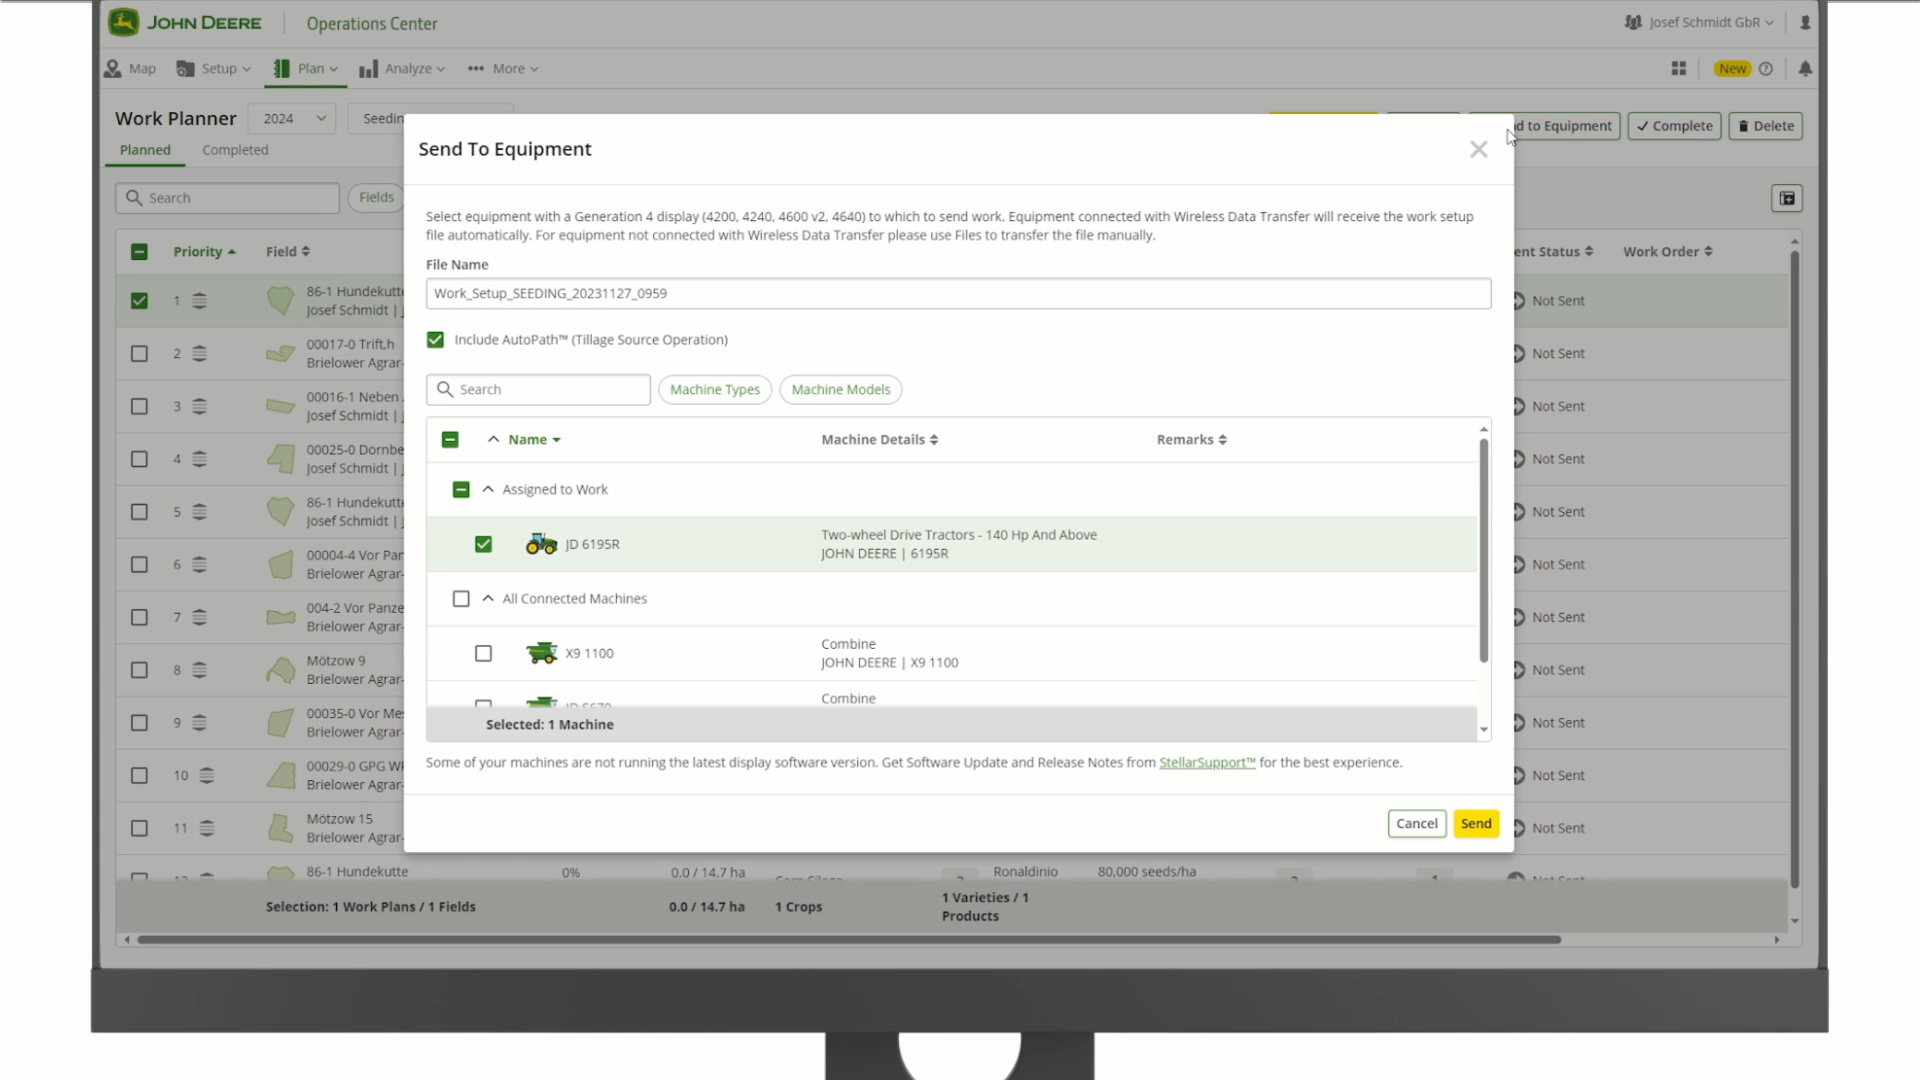 JOHN DEERE
Operations Center
Josef Schmidt GbR
Map
Setup
Plan
Analyze
More
New
Work Planner
2024
Seedin
d to Equipment
Complete
Delete
Planned
Completed
Search
Fields
Priority
Field
ent Status
Work Order
1
86-1 Hundekutte
Josef Schmidt |
Not Sent
2
00017-0 Trift,h
Brielower Agrar-
Not Sent
3
00016-1 Neben
Josef Schmidt |
Not Sent
4
00025-0 Dornbe
Josef Schmidt |
Not Sent
5
86-1 Hundekutte
Josef Schmidt |
Not Sent
6
00004-4 Vor Pan
Brielower Agrar-
Not Sent
7
004-2 Vor Panze
Brielower Agrar-
Not Sent
8
Mötzow 9
Brielower Agrar-
Not Sent
9
00035-0 Vor Mes
Brielower Agrar-
Not Sent
10
00029-0 GPG WI
Brielower Agrar-
Not Sent
11
Mötzow 15
Brielower Agrar-
Not Sent
86-1 Hundekutte
0%
0.0 / 14.7 ha
Ronaldinio
80,000 seeds/ha
Selection: 1 Work Plans / 1 Fields
0.0 / 14.7 ha
1 Crops
1 Varieties / 1
Products
Send To Equipment
Select equipment with a Generation 4 display (4200, 4240, 4600 v2, 4640) to which to send work. Equipment connected with Wireless Data Transfer will receive the work setup
file automatically. For equipment not connected with Wireless Data Transfer please use Files to transfer the file manually.
File Name
Work_Setup_SEEDING_20231127_0959
Include AutoPath™ (Tillage Source Operation)
Search
Machine Types
Machine Models
Name
Machine Details
Remarks
Assigned to Work
JD 6195R
Two-wheel Drive Tractors - 140 Hp And Above
JOHN DEERE | 6195R
All Connected Machines
X9 1100
Combine
JOHN DEERE | X9 1100
Combine
Selected: 1 Machine
Some of your machines are not running the latest display software version. Get Software Update and Release Notes from StellarSupport™ for the best experience.
Cancel
Send